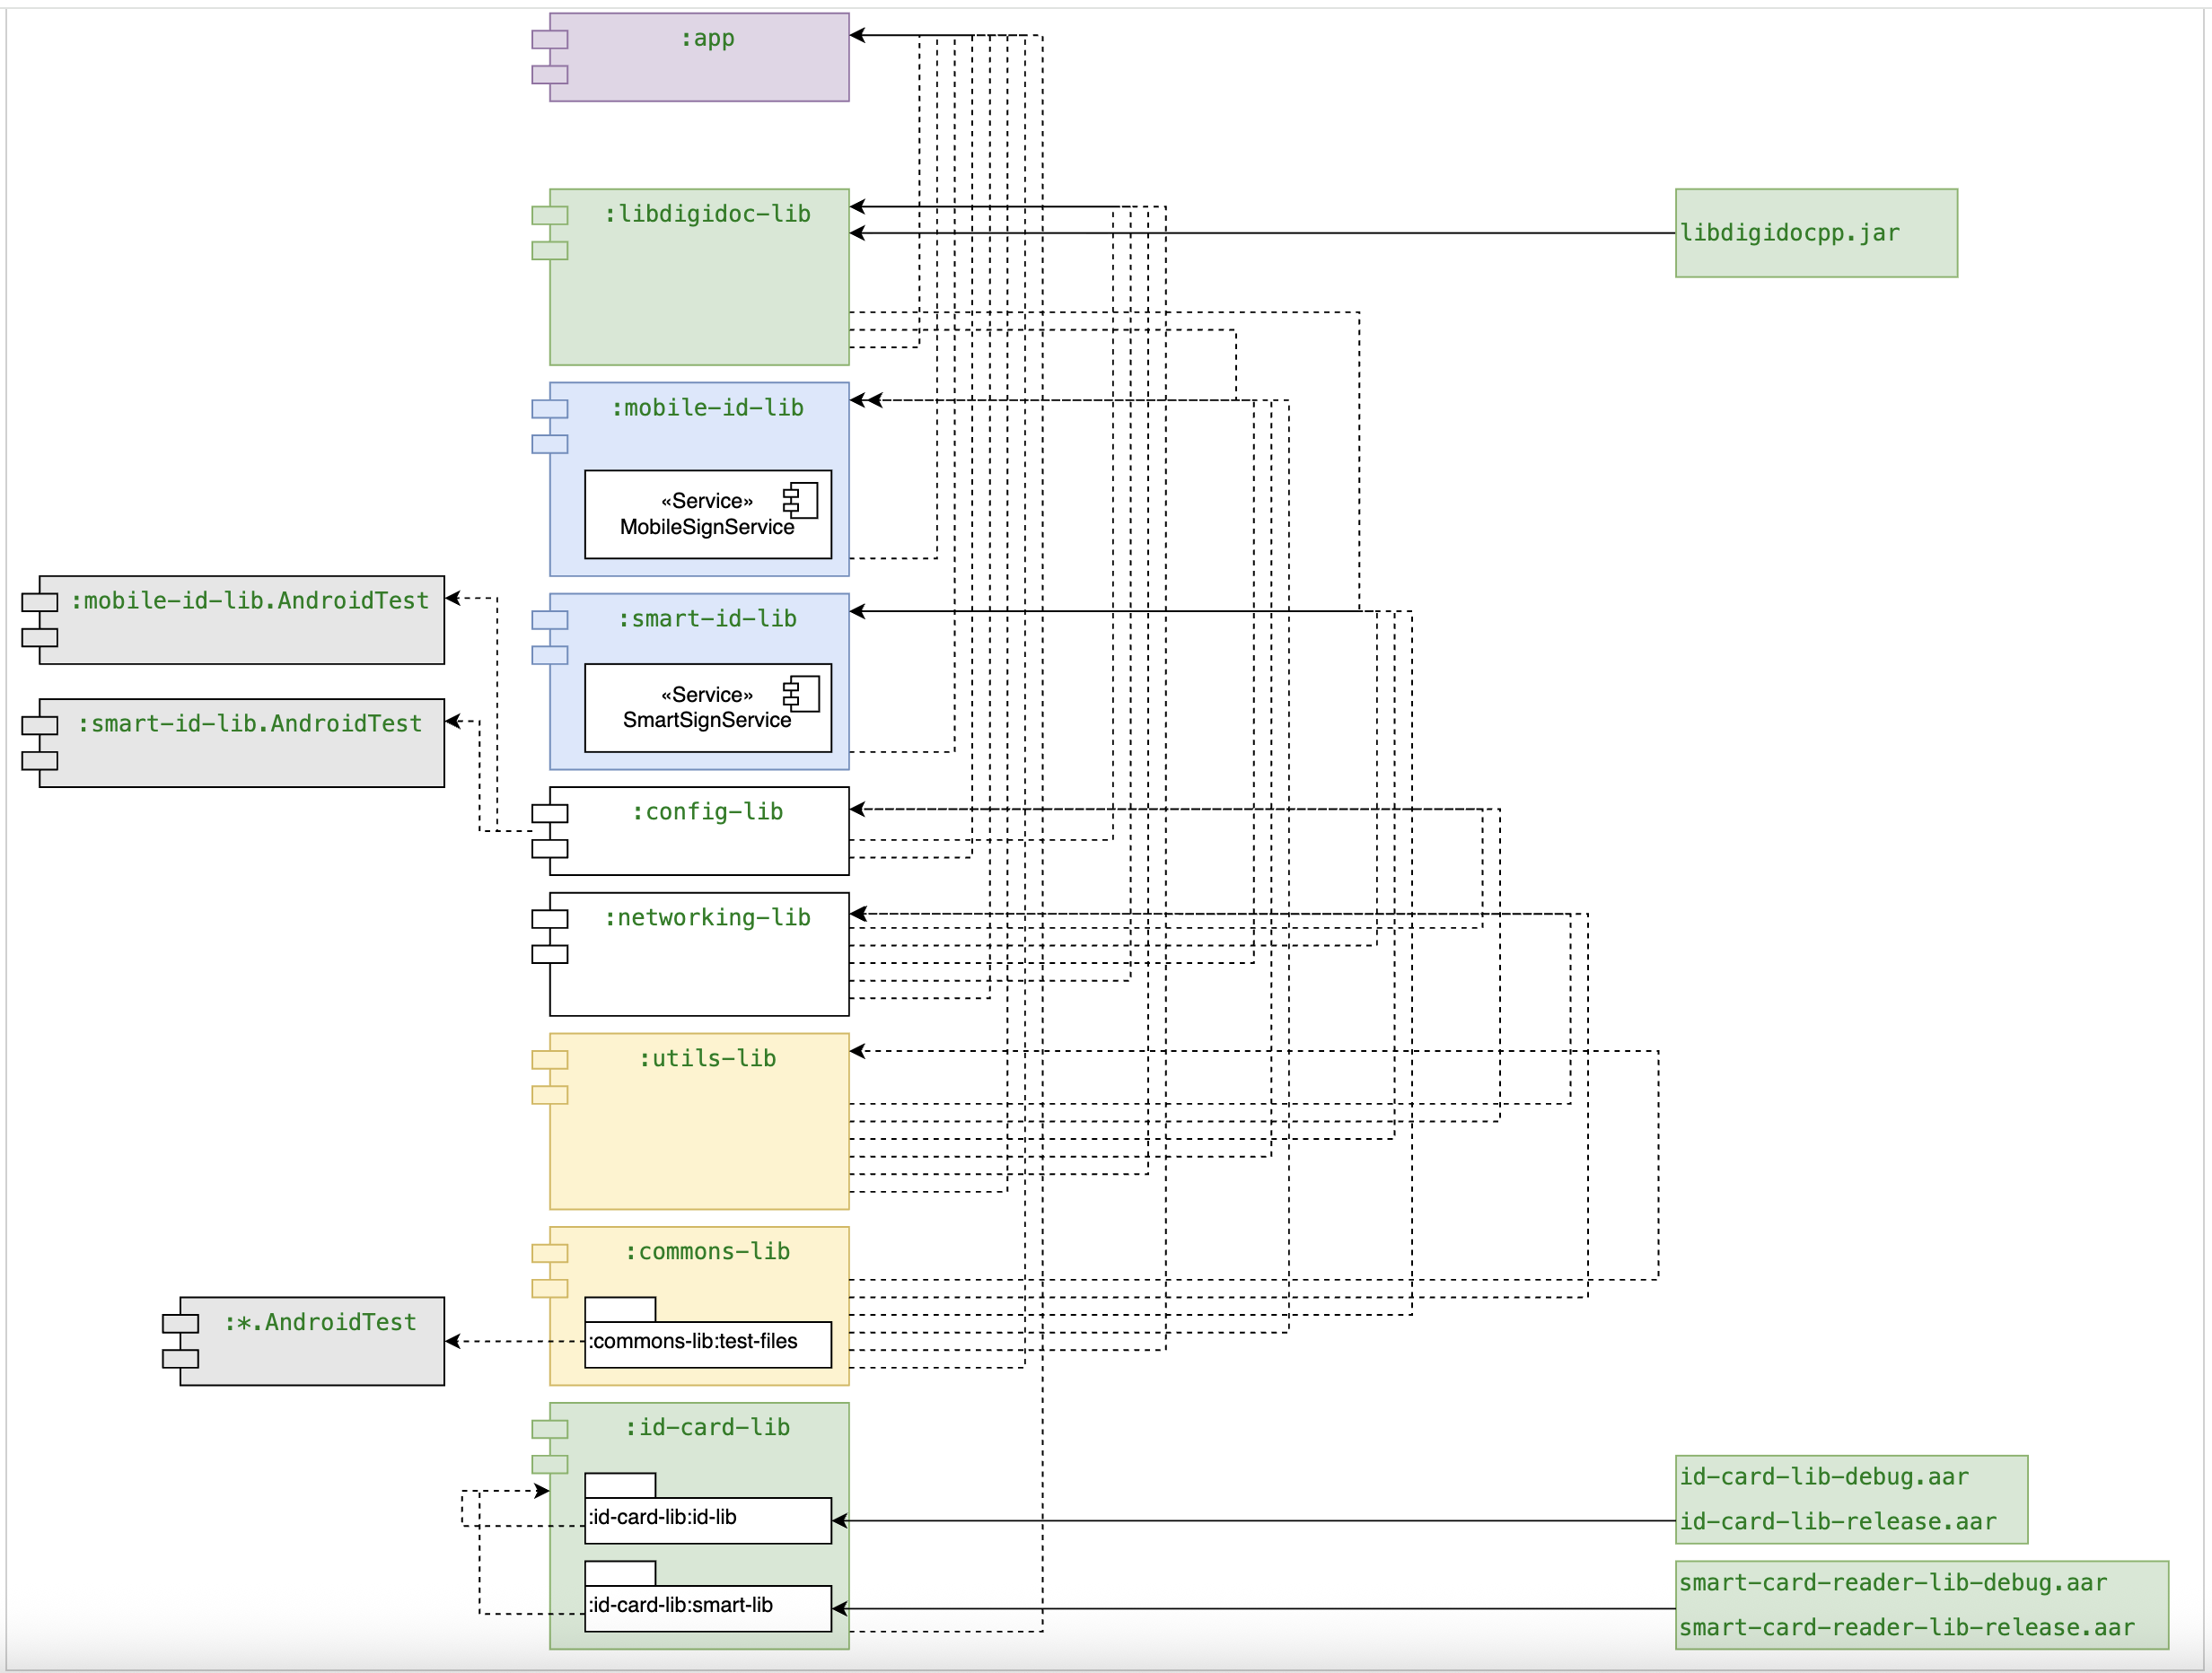 :app
:libdigidoc-lib
libdigidocpp.jar
:mobile-id-lib
«Service»
MobileSignService
:mobile-id-lib.AndroidTest
:smart-id-lib
«Service»
SmartSignService
:smart-id-lib.AndroidTest
:config-lib
:networking-lib
:utils-lib
:commons-lib
:*.AndroidTest
:commons-lib:test-files
:id-card-lib
id-card-lib-debug.aar
:id-card-lib:id-lib
id-card-lib-release.aar
smart-card-reader-lib-debug.aar
:id-card-lib:smart-lib
smart-card-reader-lib-release.aar